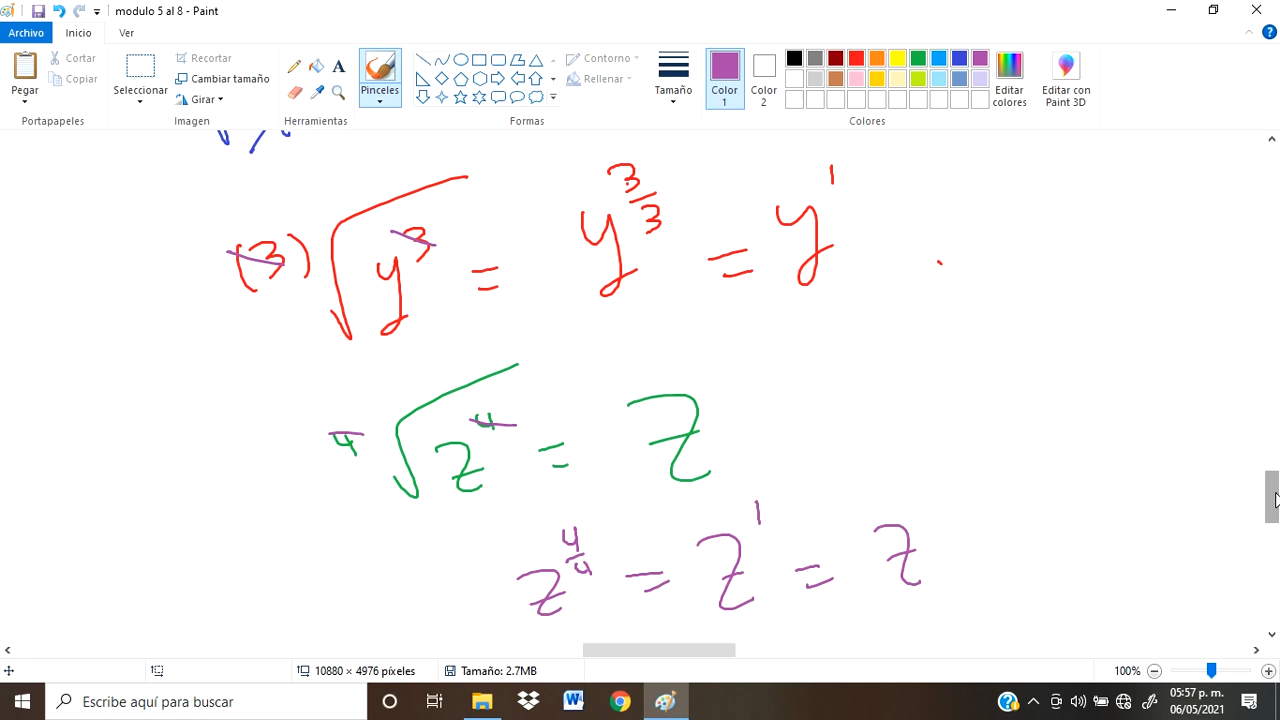 modulo 5 al 8 - Paint
Archivo Inicio Ver
Pegar
Cortar
Copiar
Portapapeles
Seleccionar
Recortar
Cambiar tamaño
Girar
Imagen
A
Herramientas
Pinceles
Contorno
Rellenar
Formas
Tamaño
Color 1
Color 2
Editar colores
Editar con Paint 3D
Colores
(3)√y³ = y^(3/3) = y¹
4√z⁴ = z
z^(4/4) = z¹ = z
10880 × 4976 píxeles
Tamaño: 2.7MB
100%
Escribe aquí para buscar
05:57 p. m.
06/05/2021